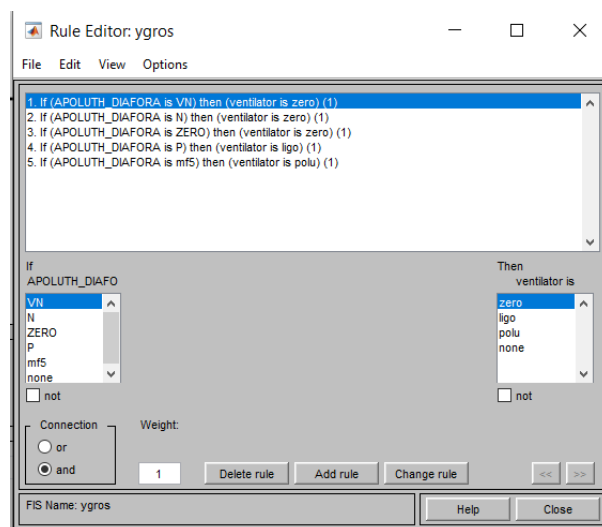 Rule Editor: ygros
File Edit View Options
1. If (APOLUTH_DIAFORA is VN) then (ventilator is zero) (1)
2. If (APOLUTH_DIAFORA is N) then (ventilator is zero) (1)
3. If (APOLUTH_DIAFORA is ZERO) then (ventilator is zero) (1)
4. If (APOLUTH_DIAFORA is P) then (ventilator is ligo) (1)
5. If (APOLUTH_DIAFORA is mf5) then (ventilator is polu) (1)
If
APOLUTH_DIAFO
VN
N
ZERO
P
mf5
none
not
Then
ventilator is
zero
ligo
polu
none
not
Connection
or
and
Weight:
1
Delete rule
Add rule
Change rule
<<
>>
FIS Name: ygros
Help
Close